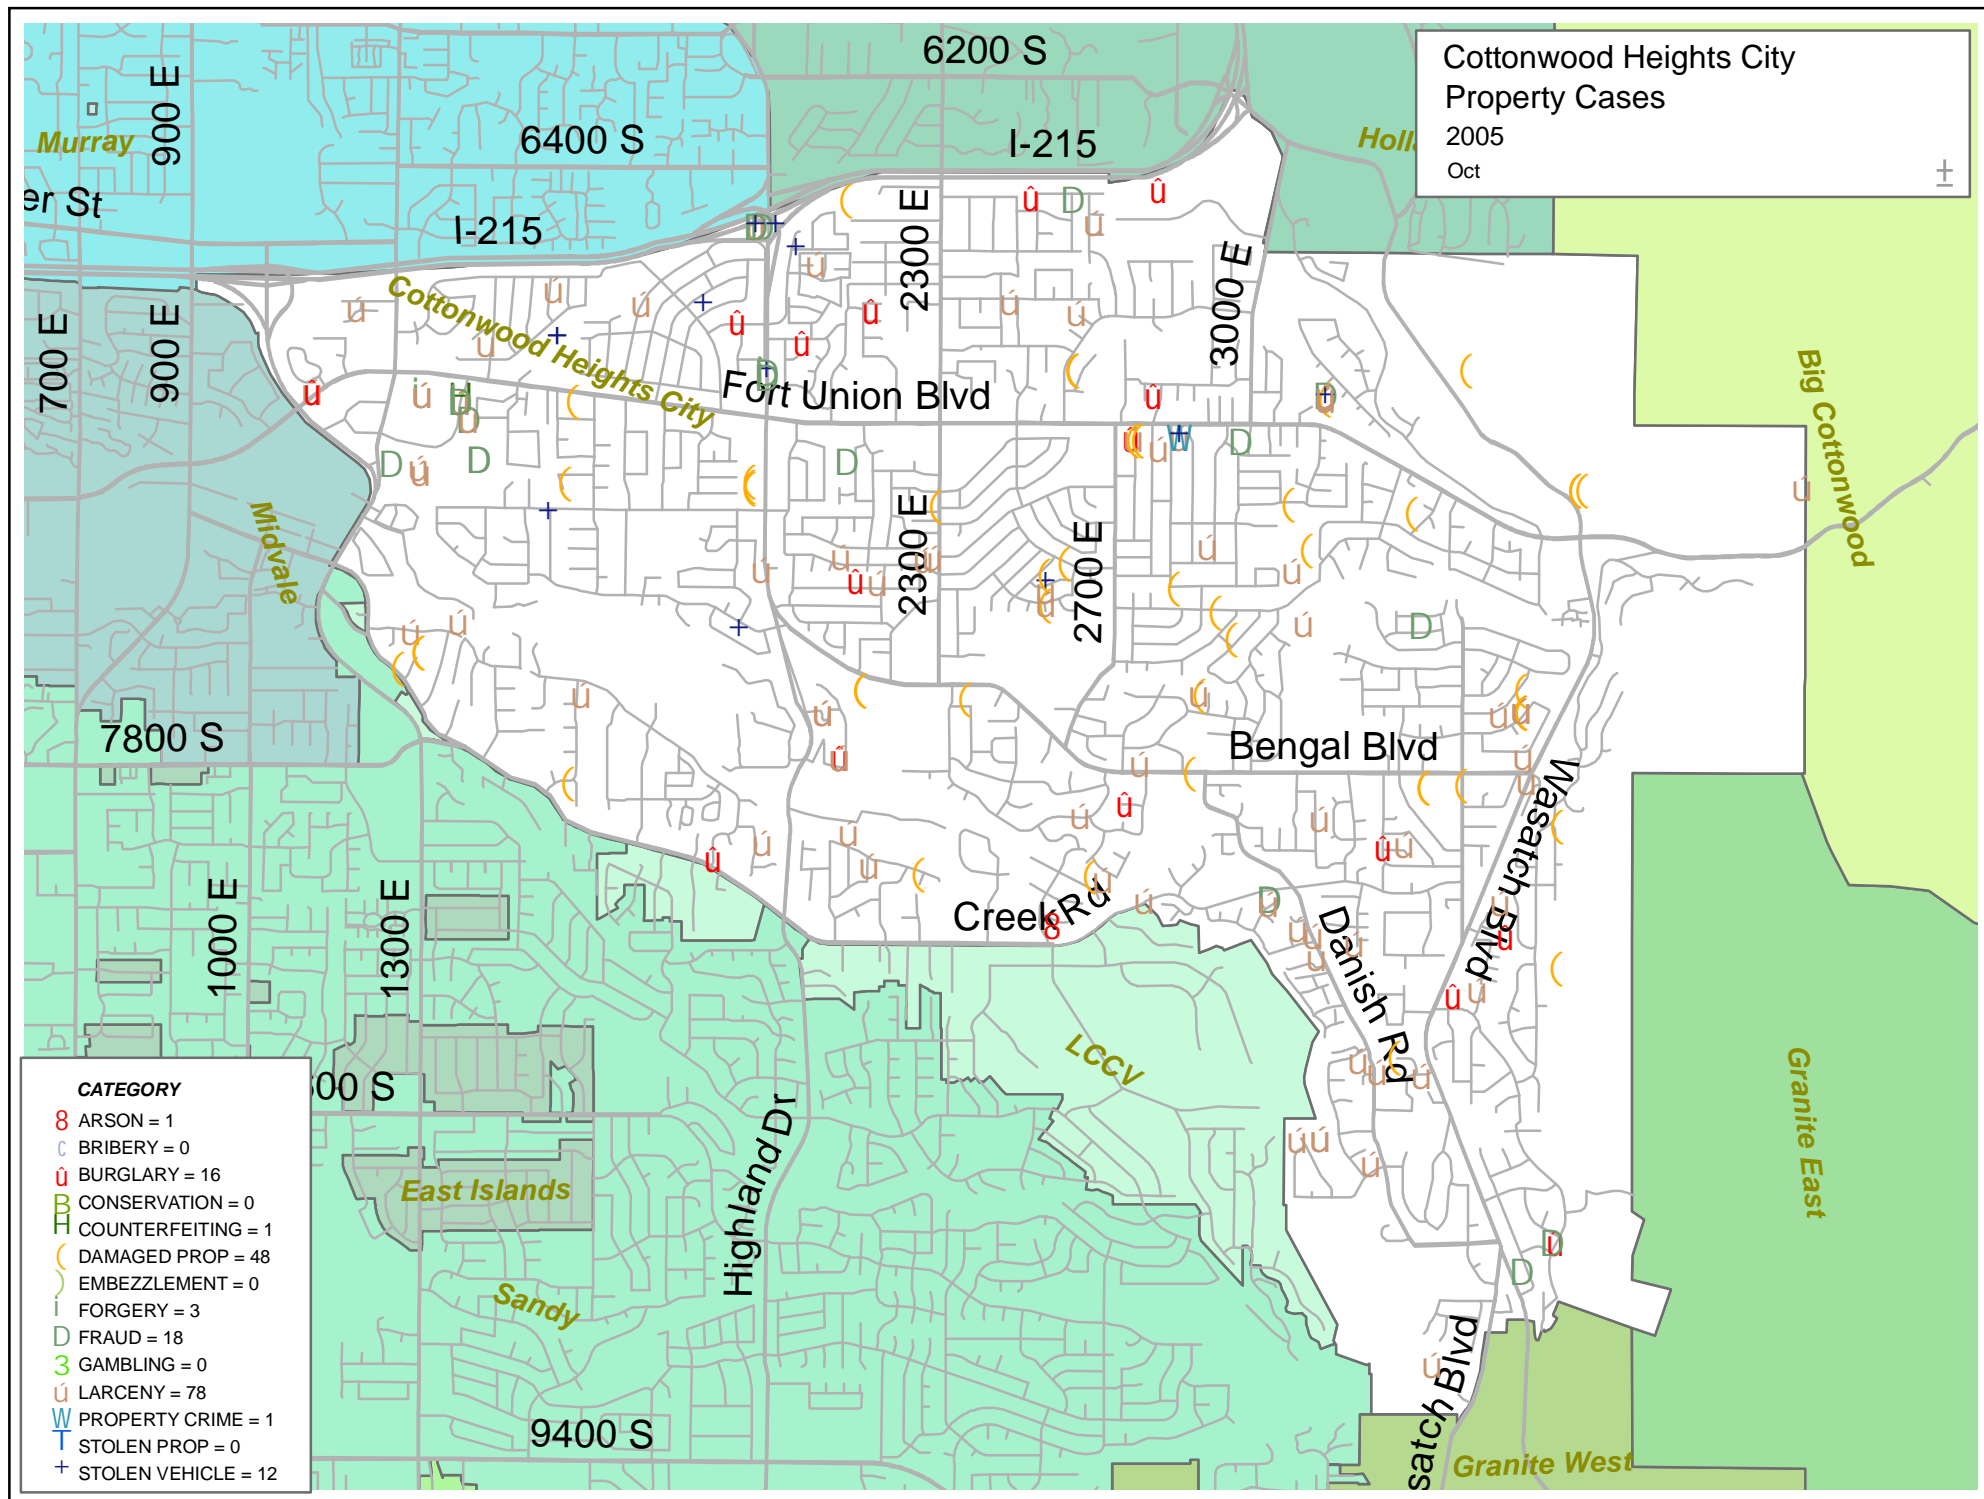 6200 S
Cottonwood Heights City
Property Cases
2005
Oct
900 E
Murray
6400 S
I-215
er St
I-215
2300 E
3000 E
Cottonwood Heights City
700 E
900 E
Fort Union Blvd
Big Cottonwood
Midvale
2300 E
2700 E
7800 S
Bengal Blvd
Wasatch Blvd
1000 E
1300 E
Creek Rd
Danish Rd
LCCV
Granite East
Highland Dr
East Islands
Sandy
satch Blvd
9400 S
Granite West
CATEGORY
8 ARSON = 1
c BRIBERY = 0
û BURGLARY = 16
B CONSERVATION = 0
H COUNTERFEITING = 1
( DAMAGED PROP = 48
) EMBEZZLEMENT = 0
i FORGERY = 3
D FRAUD = 18
3 GAMBLING = 0
ú LARCENY = 78
W PROPERTY CRIME = 1
T STOLEN PROP = 0
+ STOLEN VEHICLE = 12